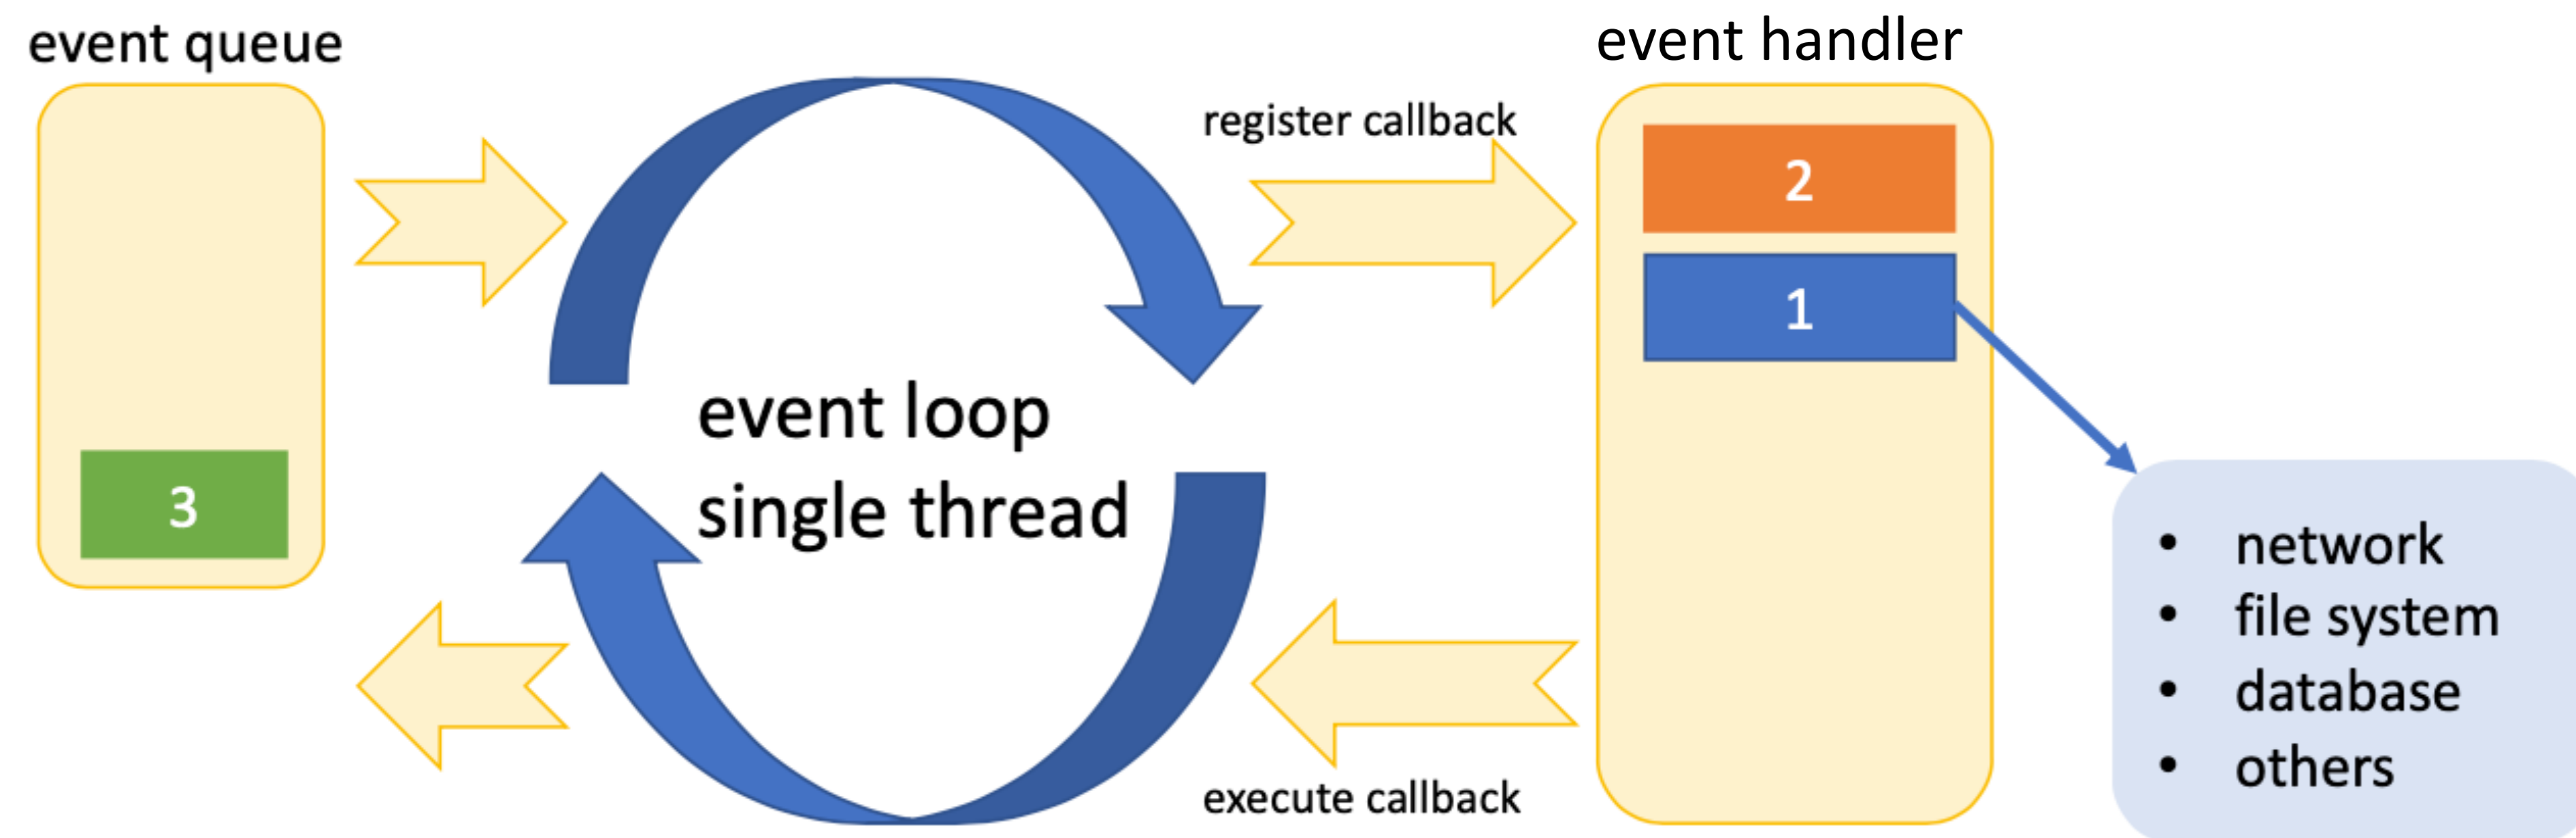 event queue
event handler
register callback
2
1
event loop
single thread
3
• network
• file system
• database
• others
execute callback